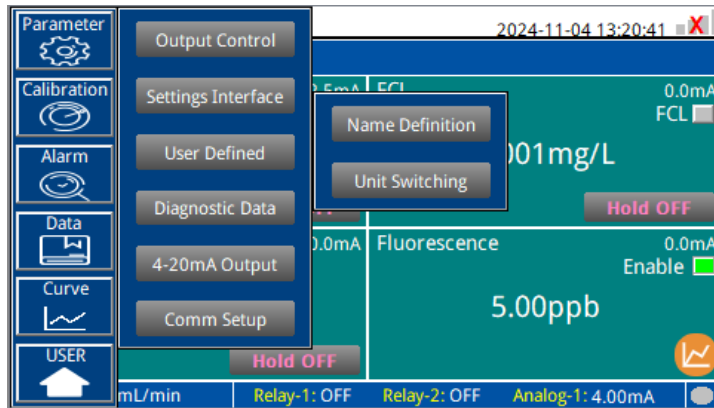 Parameter
Output Control
2024-11-04 13:20:41
X
Calibration
Settings Interface
FCL
0.0mA
FCL
Name Definition
Alarm
User Defined
001mg/L
Unit Switching
Diagnostic Data
Hold OFF
Data
0.0mA
Fluorescence
0.0mA
4-20mA Output
Enable
Curve
5.00ppb
Comm Setup
USER
Hold OFF
mL/min
Relay-1: OFF
Relay-2: OFF
Analog-1: 4.00mA